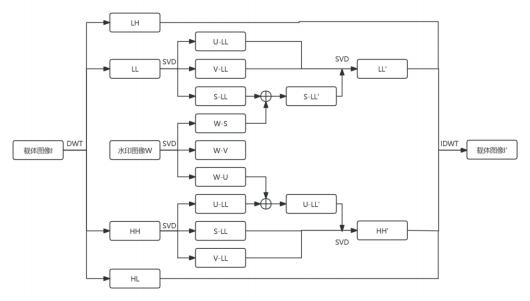 LH
U-LL
LL
SVD
V-LL
SVD
LL'
S-LL
S-LL'
W-S
载体图像I
DWT
水印图像W
SVD
W-V
IDWT
载体图像I'
W-U
U-LL
U-LL'
HH
SVD
S-LL
HH'
SVD
V-LL
HL